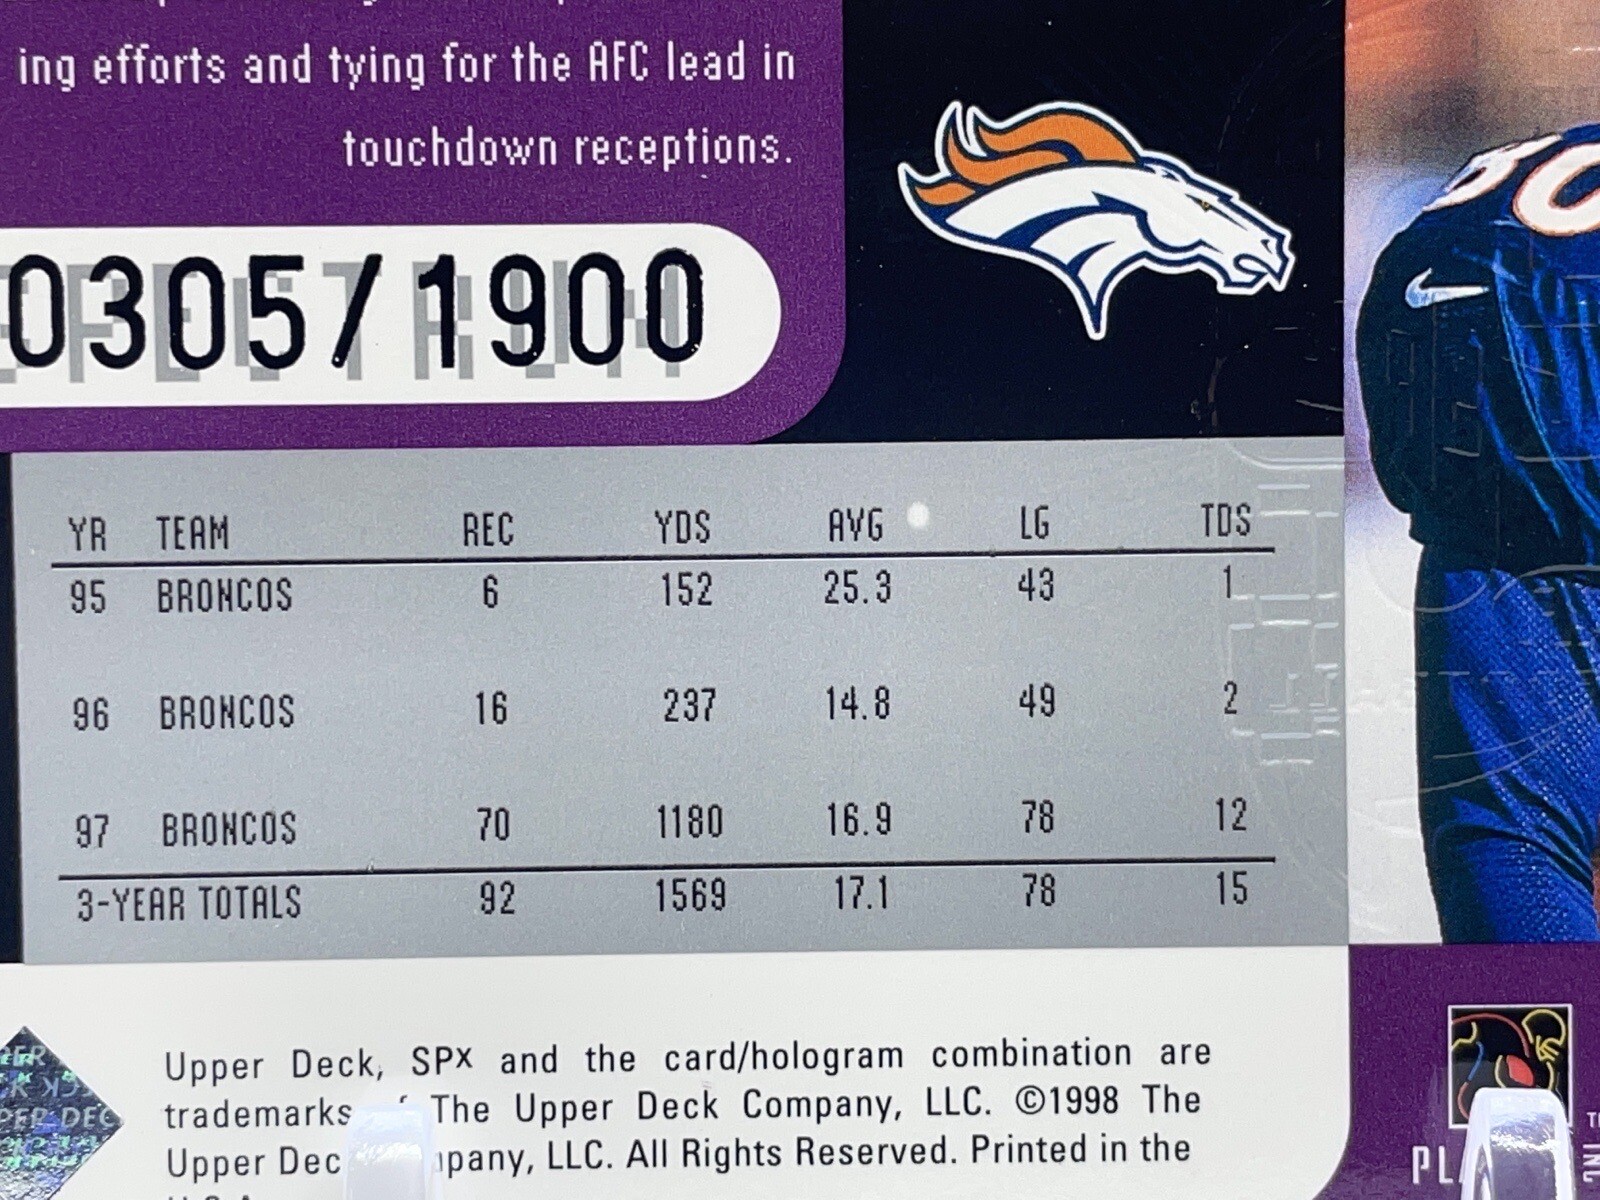 ing efforts and tying for the AFC lead in
touchdown receptions.
0305/1900
YR TEAM REC YDS AVG LG TDS
95 BRONCOS 6 152 25.3 43 1
96 BRONCOS 16 237 14.8 49 2
97 BRONCOS 70 1180 16.9 78 12
3-YEAR TOTALS 92 1569 17.1 78 15
Upper Deck, SPx and the card/hologram combination are
trademarks The Upper Deck Company, LLC. ©1998 The
Upper LLC. All Rights Reserved. Printed in the